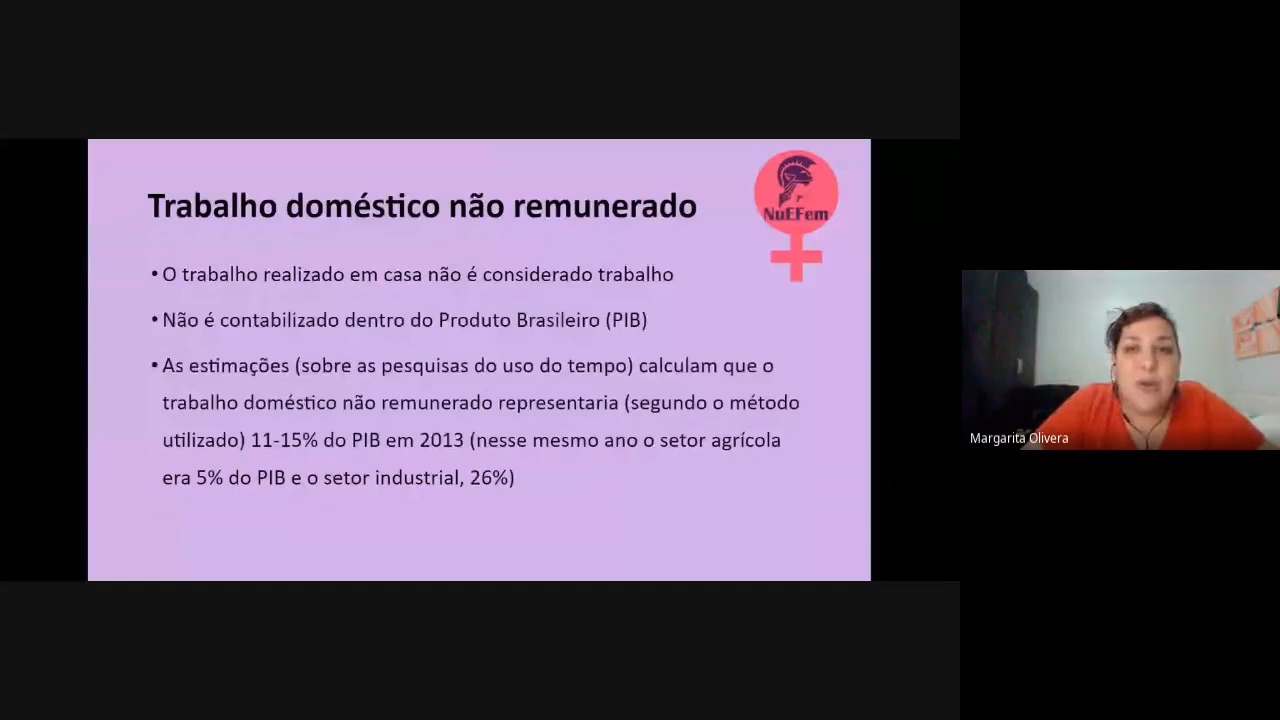 Trabalho doméstico não remunerado
NuEFem
• O trabalho realizado em casa não é considerado trabalho
• Não é contabilizado dentro do Produto Brasileiro (PIB)
• As estimações (sobre as pesquisas do uso do tempo) calculam que o
trabalho doméstico não remunerado representaria (segundo o método
utilizado) 11-15% do PIB em 2013 (nesse mesmo ano o setor agrícola
era 5% do PIB e o setor industrial, 26%)
Margarita Olivera